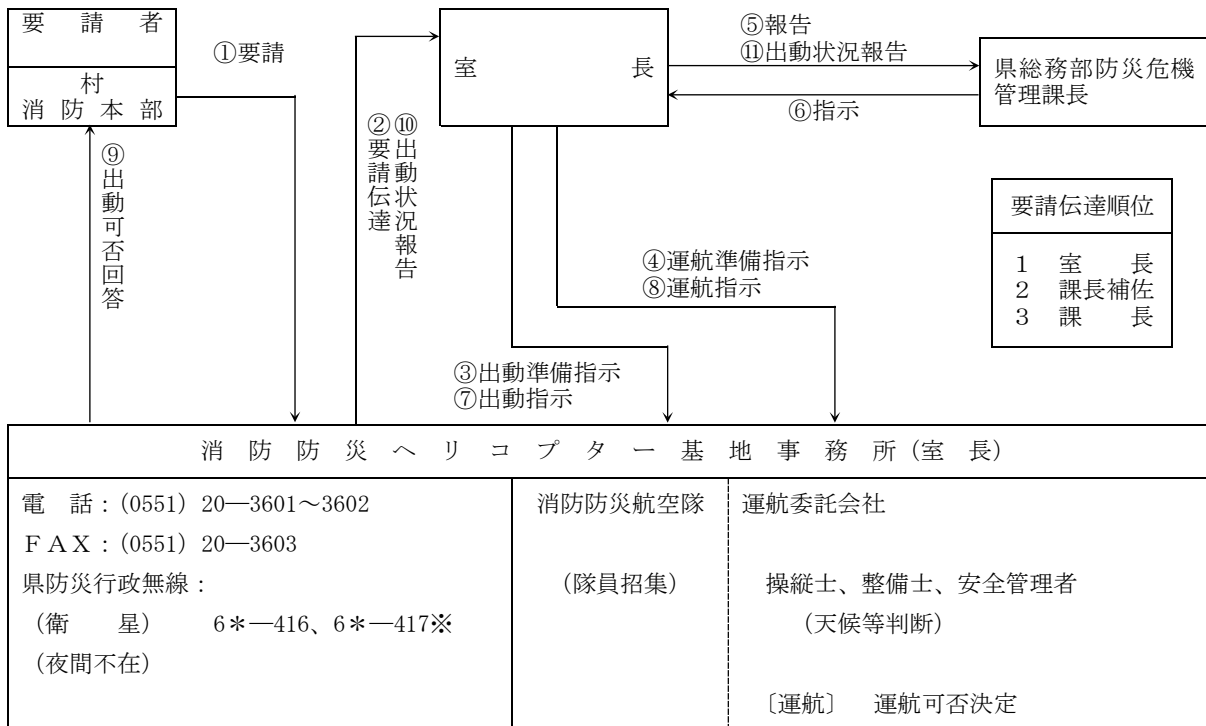 要請者
村
消防本部
①要請
室長
⑤報告
⑪出動状況報告
⑥指示
県総務部防災危機
管理課長
②要請伝達
⑩出動状況報告
⑨出動可否回答
要請伝達順位
1 室長
2 課長補佐
3 課長
④運航準備指示
⑧運航指示
③出動準備指示
⑦出動指示
消防防災ヘリコプター基地事務所(室長)
電話:(0551) 20―3601~3602
FAX:(0551) 20―3603
県防災行政無線:
(衛星) 6*―416、6*―417※
(夜間不在)
消防防災航空隊
(隊員招集)
運航委託会社
操縦士、整備士、安全管理者
(天候等判断)
〔運航〕 運航可否決定